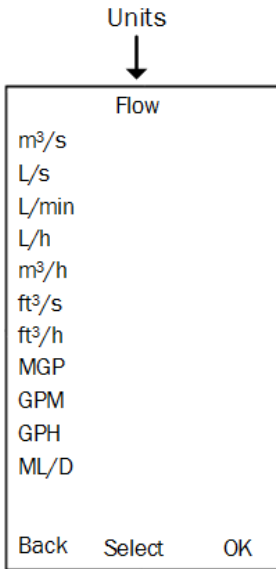 Units
Flow
m³/s
L/s
L/min
L/h
m³/h
ft³/s
ft³/h
MGP
GPM
GPH
ML/D
Back Select OK